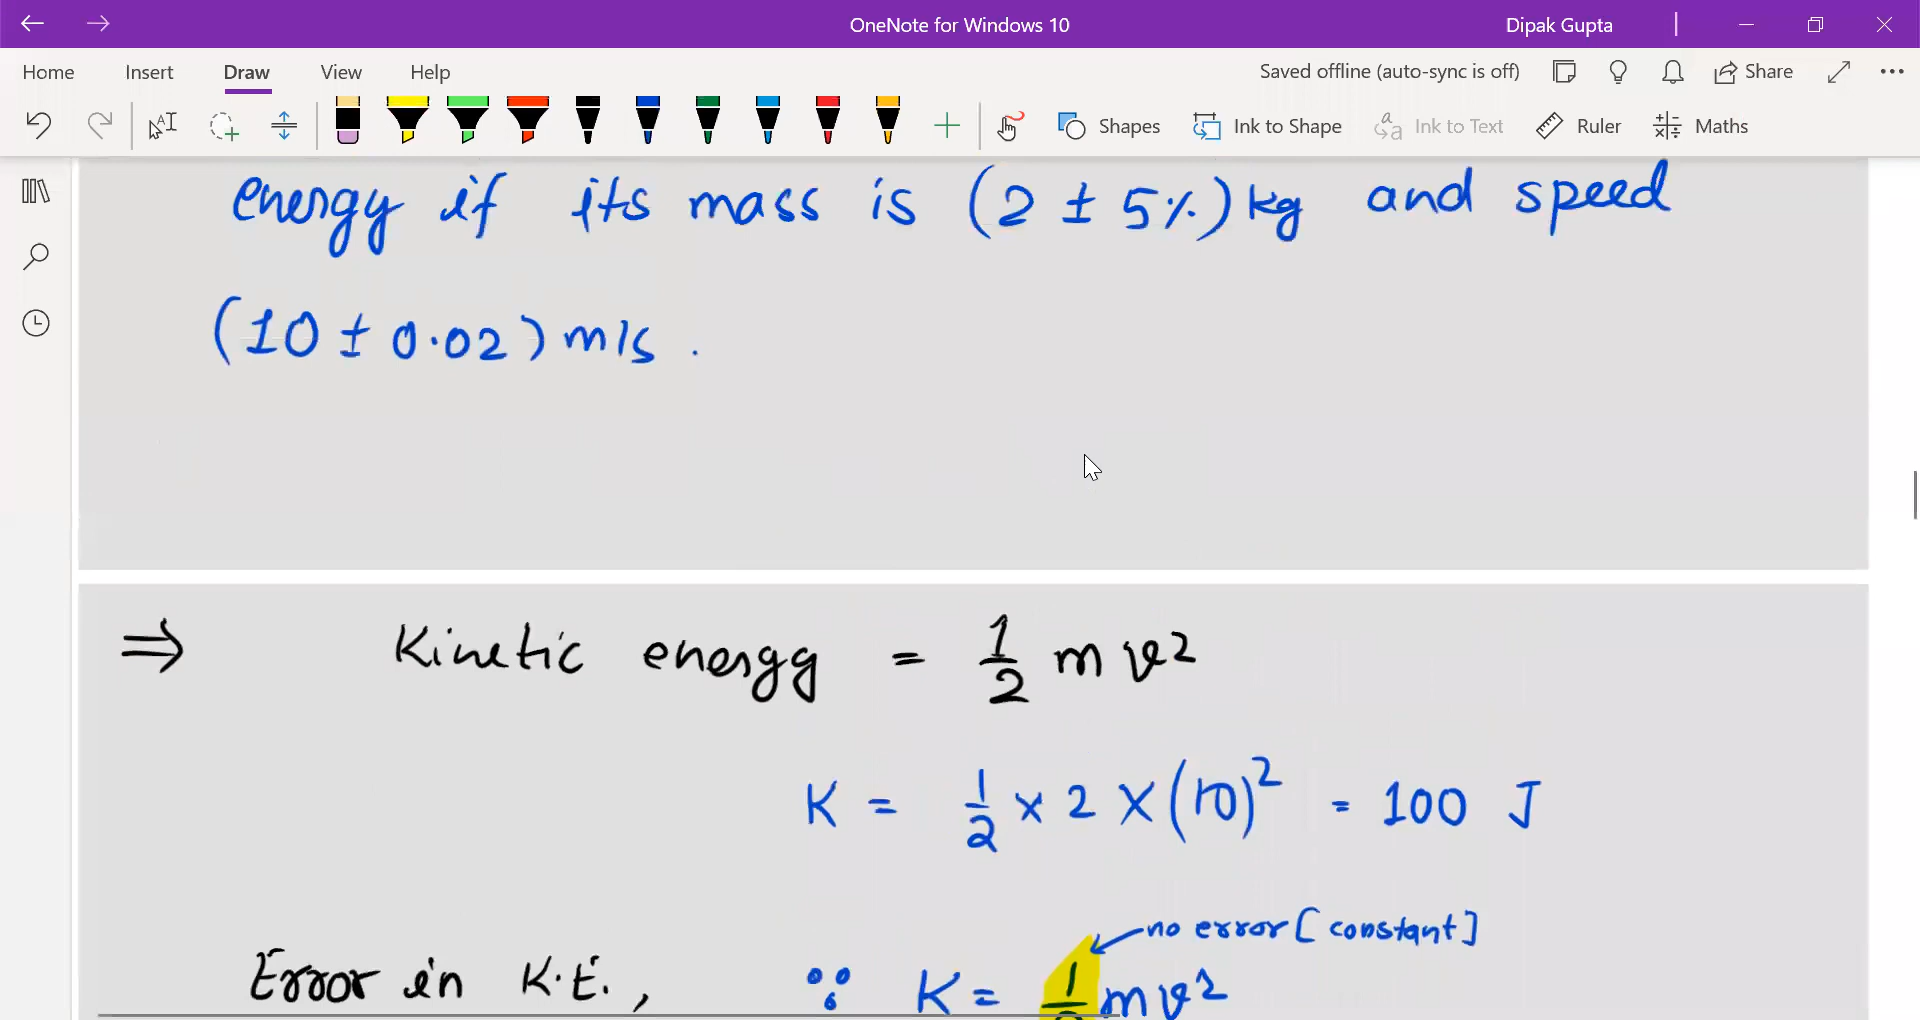 OneNote for Windows 10
Dipak Gupta
Home Insert Draw View Help
Saved offline (auto-sync is off) Share
Shapes Ink to Shape Ink to Text Ruler Maths
energy if its mass is (2 ± 5%) kg and speed
(10 ± 0.02) m/s .
⇒ Kinetic energy = 1/2 m v²
K = 1/2 × 2 × (10)² = 100 J
no error [constant]
Error in K.E., ∵ K = 1/2 m v²